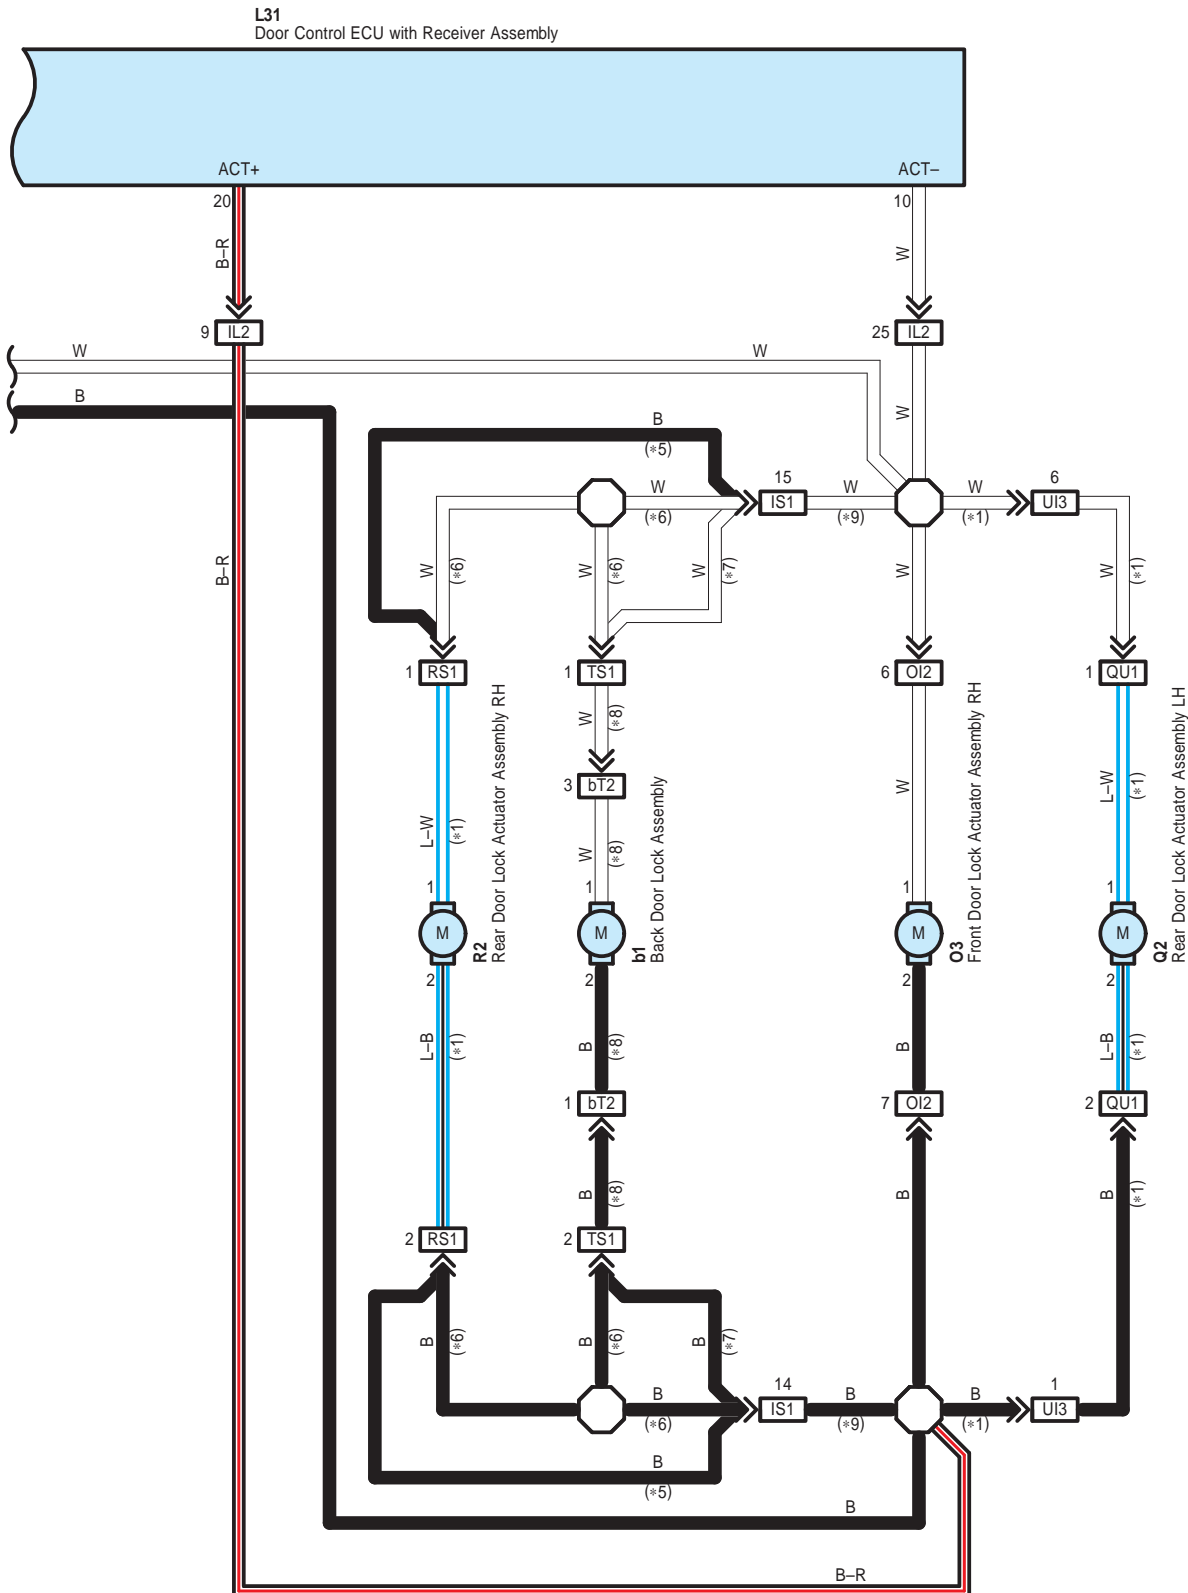 L31
Door Control ECU with Receiver Assembly
ACT+
ACT–
20
10
B–R
W
9 IL2
25 IL2
W
W
B
W
B
(*5)
15
6
W
(*6)
IS1
W
(*9)
W
(*1)
UI3
B–R
W
(*6)
W
(*6)
W
(*7)
W
W
(*1)
1 RS1
1 TS1
6 OI2
1 QU1
W
(*8)
3 bT2
L–W
(*1)
W
(*8)
W
L–W
(*1)
1
1
1
1
M
M
M
M
R2
Rear Door Lock Actuator Assembly RH
b1
Back Door Lock Assembly
O3
Front Door Lock Actuator Assembly RH
Q2
Rear Door Lock Actuator Assembly LH
2
2
2
2
L–B
(*1)
B
(*8)
B
L–B
(*1)
1 bT2
7 OI2
2 QU1
B
(*8)
B
B
(*1)
2 RS1
2 TS1
B
(*6)
B
(*6)
B
(*7)
14
1
B
(*6)
IS1
B
(*9)
B
(*1)
UI3
B
(*5)
B
B–R